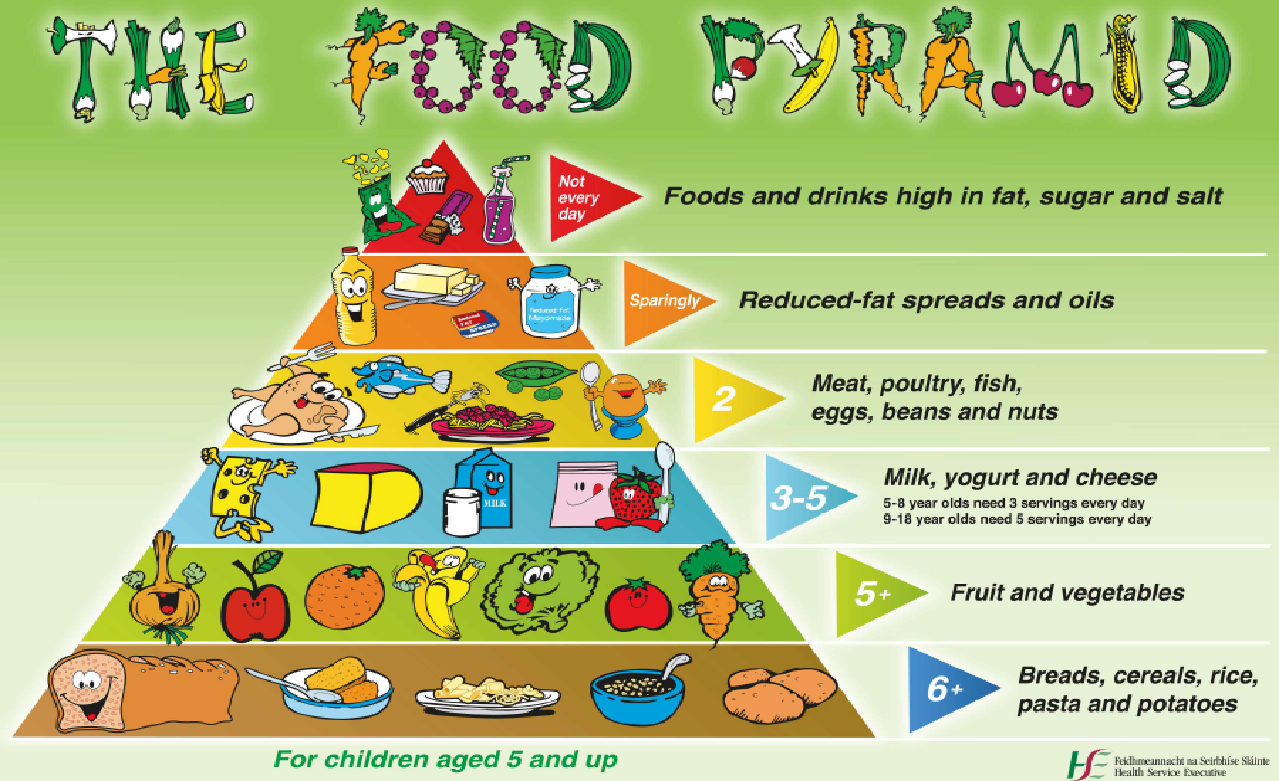 THE FOOD PYRAMID
Not
every
day
Foods and drinks high in fat, sugar and salt
Sparingly
Reduced-fat spreads and oils
Reduced Fat
Mayonnaise
2
Meat, poultry, fish,
eggs, beans and nuts
3-5
Milk, yogurt and cheese
5-8 year olds need 3 servings every day
9-18 year olds need 5 servings every day
MILK
5+
Fruit and vegetables
6+
Breads, cereals, rice,
pasta and potatoes
For children aged 5 and up
Feidhmeannacht na Seirbhíse Sláinte
Health Service Executive